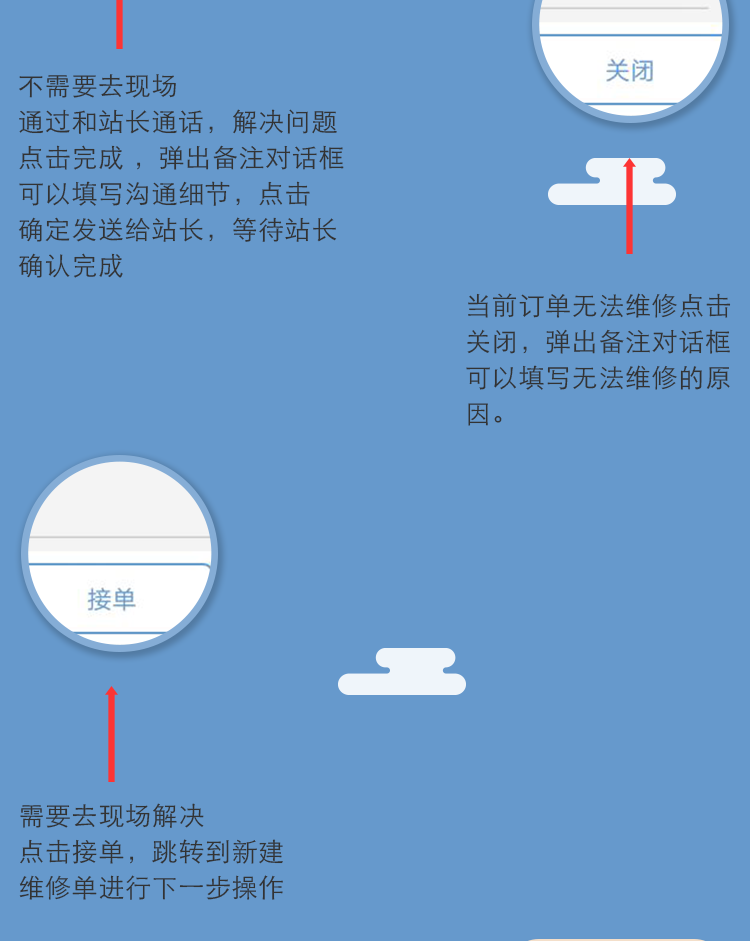 关闭
不需要去现场
通过和站长通话，解决问题
点击完成 ，弹出备注对话框
可以填写沟通细节，点击
确定发送给站长，等待站长
确认完成
当前订单无法维修点击
关闭，弹出备注对话框
可以填写无法维修的原
因。
接单
需要去现场解决
点击接单，跳转到新建
维修单进行下一步操作